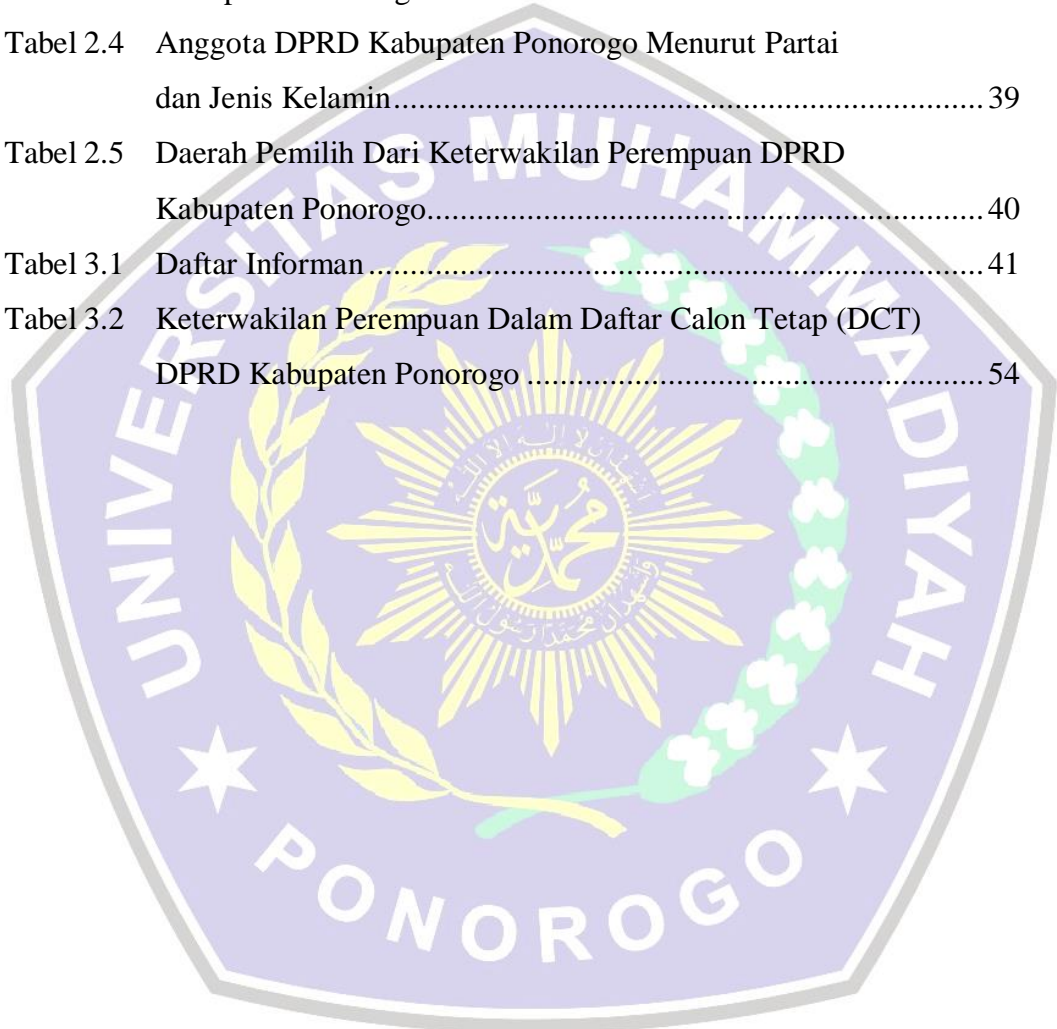 Tabel 2.4 Anggota DPRD Kabupaten Ponorogo Menurut Partai
dan Jenis Kelamin...................................................................... 39
Tabel 2.5 Daerah Pemilih Dari Keterwakilan Perempuan DPRD
Kabupaten Ponorogo.................................................................. 40
Tabel 3.1 Daftar Informan......................................................................... 41
Tabel 3.2 Keterwakilan Perempuan Dalam Daftar Calon Tetap (DCT)
DPRD Kabupaten Ponorogo...................................................... 54
UNIVERSITAS MUHAMMADIYAH
محمدية
PONOROGO